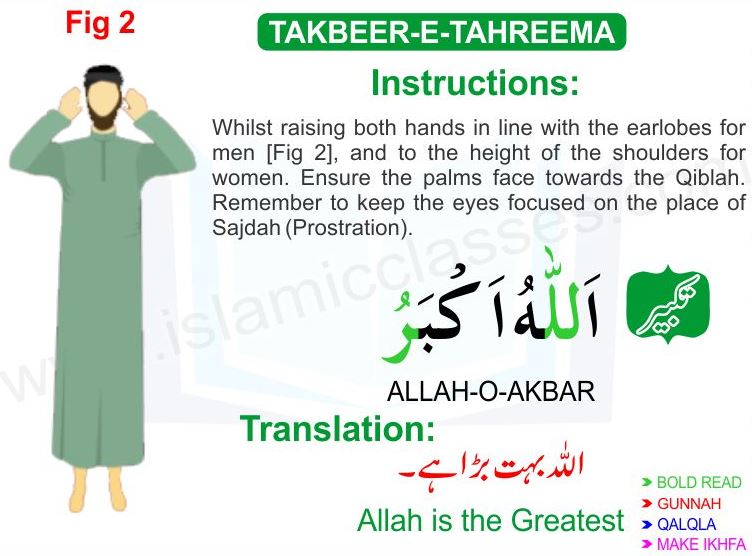 Fig 2
TAKBEER-E-TAHREEMA
Instructions:
Whilst raising both hands in line with the earlobes for
men [Fig 2], and to the height of the shoulders for
women. Ensure the palms face towards the Qiblah.
Remember to keep the eyes focused on the place of
Sajdah (Prostration).
اَللّٰهُ اَكْبَرُ
تکبیر
ALLAH-O-AKBAR
Translation:
اللہ بہت بڑا ہے۔
Allah is the Greatest
BOLD READ
GUNNAH
QALQLA
MAKE IKHFA
www.islamicclasses.com